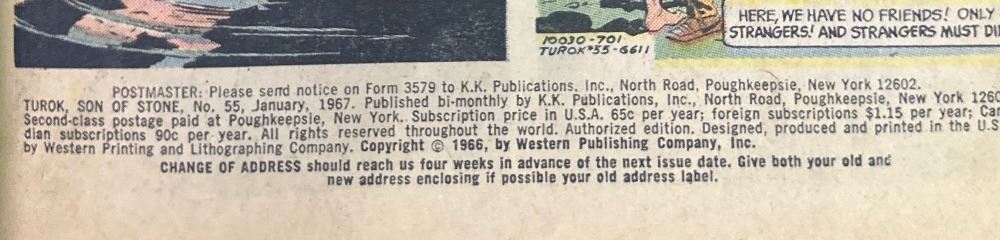 HERE, WE HAVE NO FRIENDS! ONLY
STRANGERS! AND STRANGERS MUST
10030-701
TUROK#55-6611
POSTMASTER: Please send notice on Form 3579 to K.K. Publications, Inc., North Road, Poughkeepsie, New York 12602.
TUROK, SON OF STONE, No. 55, January, 1967. Published bi-monthly by K.K. Publications, Inc., North Road, Poughkeepsie, New York
Second-class postage paid at Poughkeepsie, New York. Subscription price in U.S.A. 65c per year; foreign subscriptions $1.15 per year;
dian subscriptions 90c per year. All rights reserved throughout the world. Authorized edition. Designed, produced and printed in the U.S
by Western Printing and Lithographing Company. Copyright © 1966, by Western Publishing Company, Inc.
CHANGE OF ADDRESS should reach us four weeks in advance of the next issue date. Give both your old and
new address enclosing if possible your old address label.